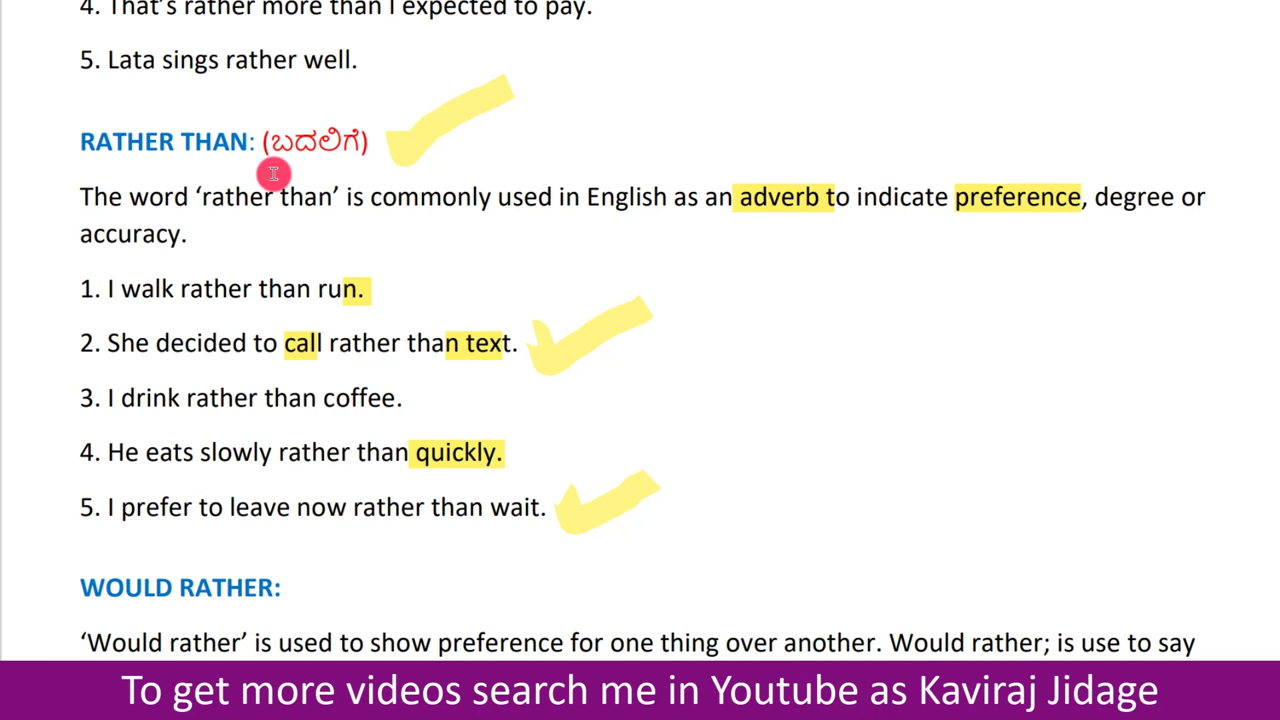 4. That's rather more than I expected to pay.
5. Lata sings rather well.
RATHER THAN: (ಬದಲಿಗೆ)
The word ‘rather than’ is commonly used in English as an adverb to indicate preference, degree or
accuracy.
1. I walk rather than run.
2. She decided to call rather than text.
3. I drink rather than coffee.
4. He eats slowly rather than quickly.
5. I prefer to leave now rather than wait.
WOULD RATHER:
‘Would rather’ is used to show preference for one thing over another. Would rather; is use to say
To get more videos search me in Youtube as Kaviraj Jidage